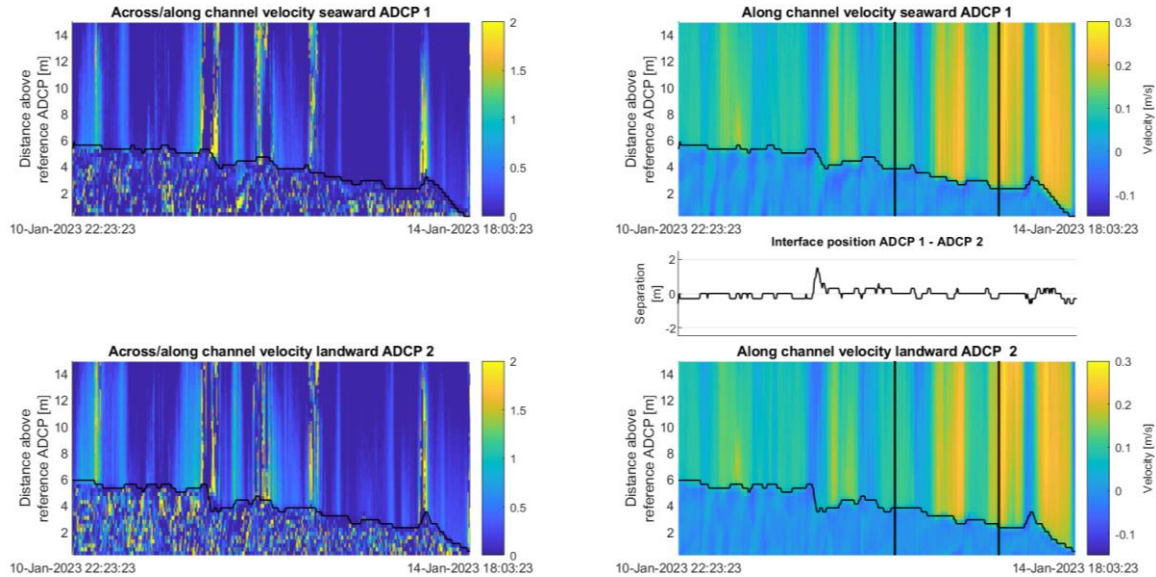 Across/along channel velocity seaward ADCP 1
14
12
10
8
6
4
2
Distance above
reference ADCP [m]
2
1.5
1
0.5
0
10-Jan-2023 22:23:23
14-Jan-2023 18:03:23
Along channel velocity seaward ADCP 1
14
12
10
8
6
4
2
Distance above
reference ADCP [m]
0.3
0.2
0.1
0
-0.1
Velocity [m/s]
10-Jan-2023 22:23:23
14-Jan-2023 18:03:23
Interface position ADCP 1 - ADCP 2
2
0
-2
Separation
[m]
Across/along channel velocity landward ADCP 2
14
12
10
8
6
4
2
Distance above
reference ADCP [m]
2
1.5
1
0.5
0
10-Jan-2023 22:23:23
14-Jan-2023 18:03:23
Along channel velocity landward ADCP 2
14
12
10
8
6
4
2
Distance above
reference ADCP [m]
0.3
0.2
0.1
0
-0.1
Velocity [m/s]
10-Jan-2023 22:23:23
14-Jan-2023 18:03:23